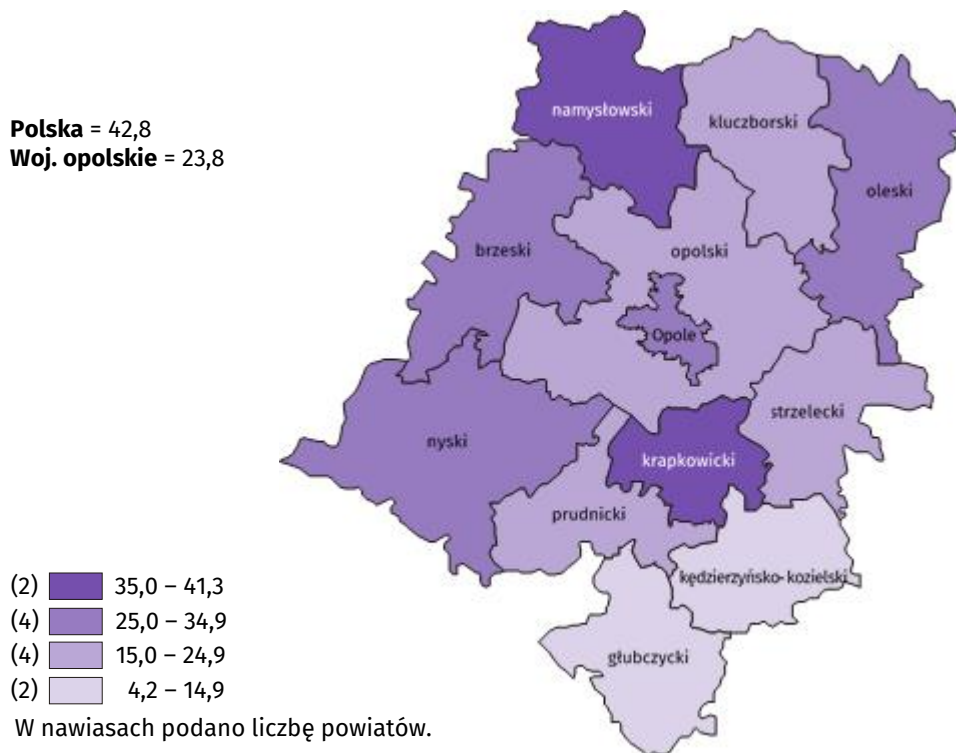 Polska = 42,8
Woj. opolskie = 23,8
namysłowski
kluczborski
oleski
brzeski
opolski
Opole
strzelecki
nyski
krapkowicki
prudnicki
kędzierzyńsko-kozielski
głubczycki
(2) 35,0 – 41,3
(4) 25,0 – 34,9
(4) 15,0 – 24,9
(2) 4,2 – 14,9
W nawiasach podano liczbę powiatów.